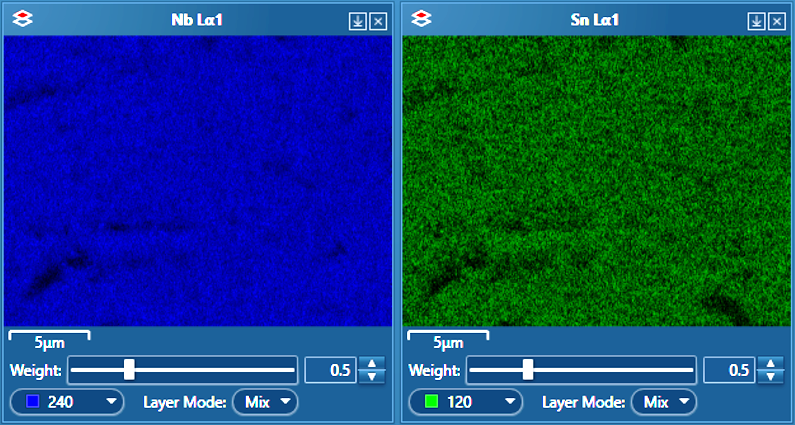 Nb Lα1
Sn Lα1
5μm
5μm
Weight: 0.5
Weight: 0.5
240 Layer Mode: Mix
120 Layer Mode: Mix